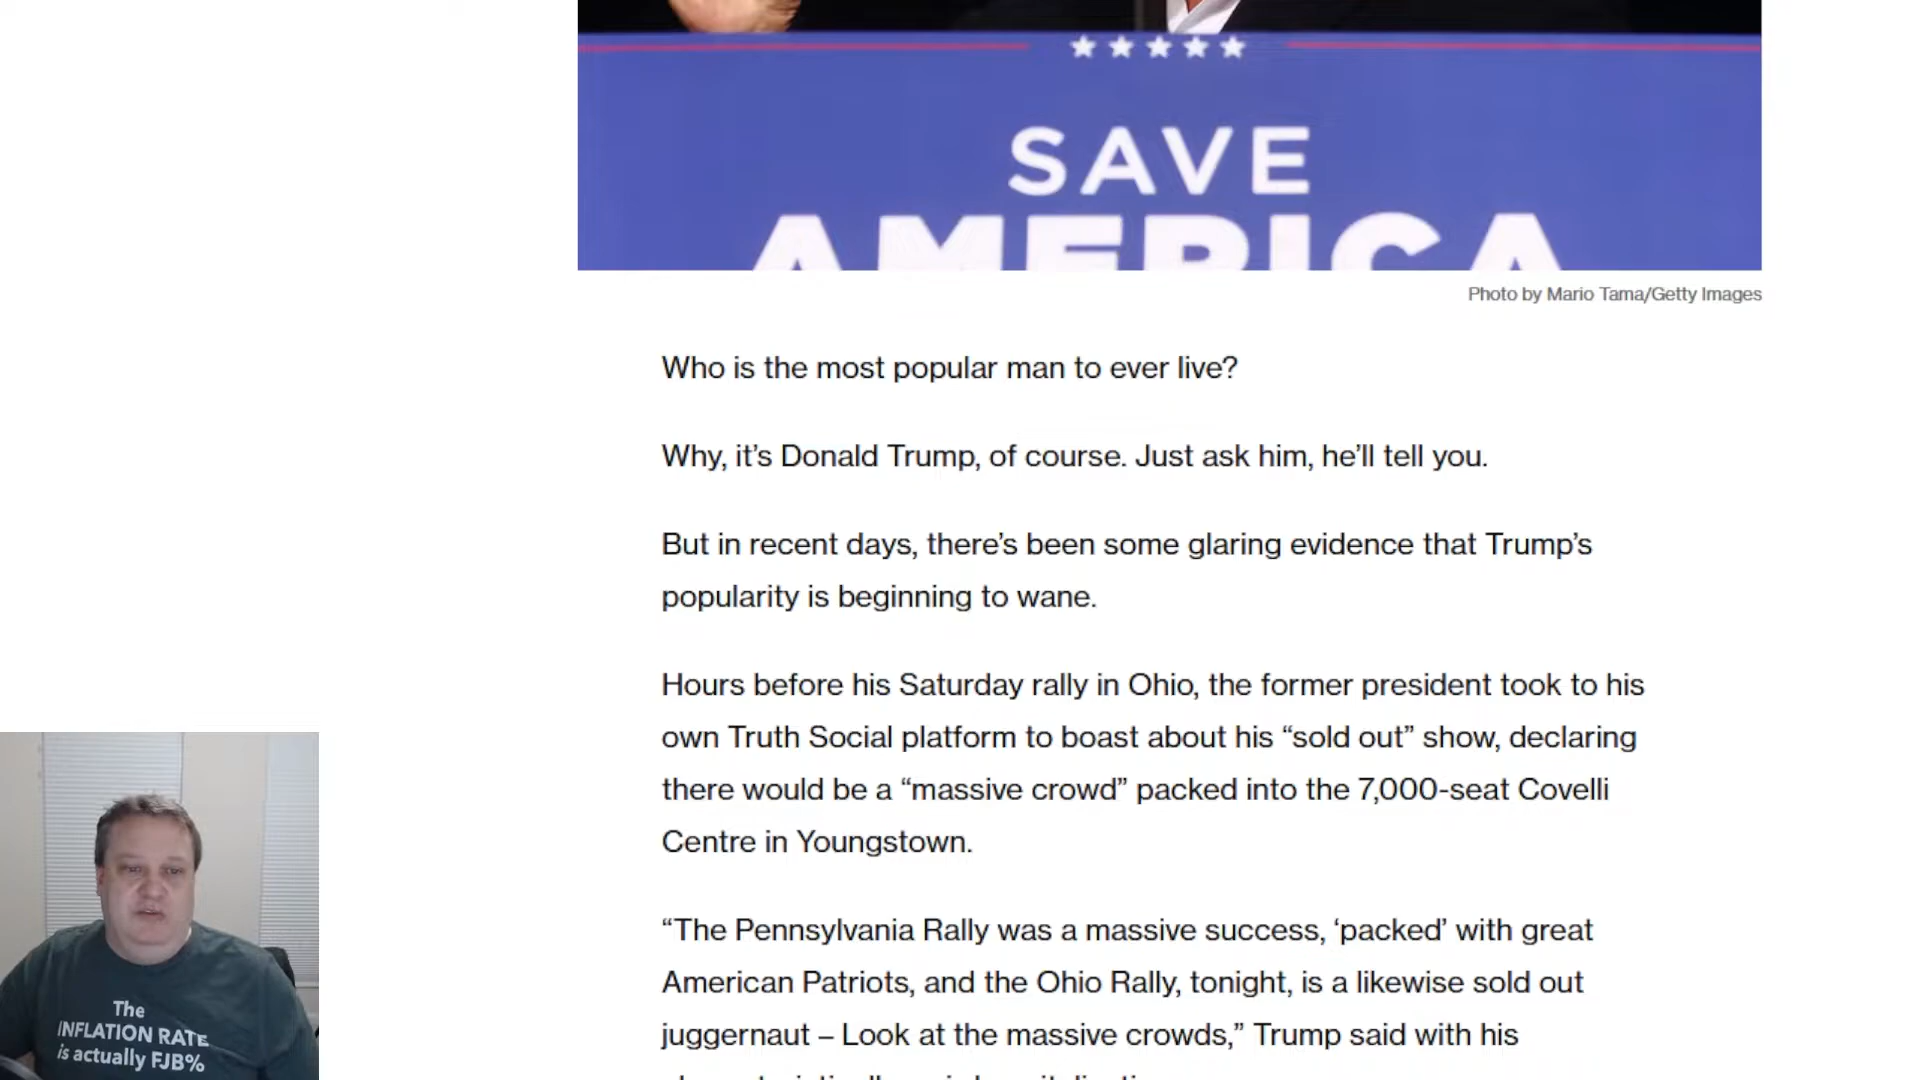 SAVE
AMERICA
Photo by Mario Tama/Getty Images
Who is the most popular man to ever live?
Why, it’s Donald Trump, of course. Just ask him, he’ll tell you.
But in recent days, there’s been some glaring evidence that Trump’s
popularity is beginning to wane.
Hours before his Saturday rally in Ohio, the former president took to his
own Truth Social platform to boast about his “sold out” show, declaring
there would be a “massive crowd” packed into the 7,000-seat Covelli
Centre in Youngstown.
“The Pennsylvania Rally was a massive success, ‘packed’ with great
American Patriots, and the Ohio Rally, tonight, is a likewise sold out
juggernaut – Look at the massive crowds,” Trump said with his
The
INFLATION RATE
is actually FJB%